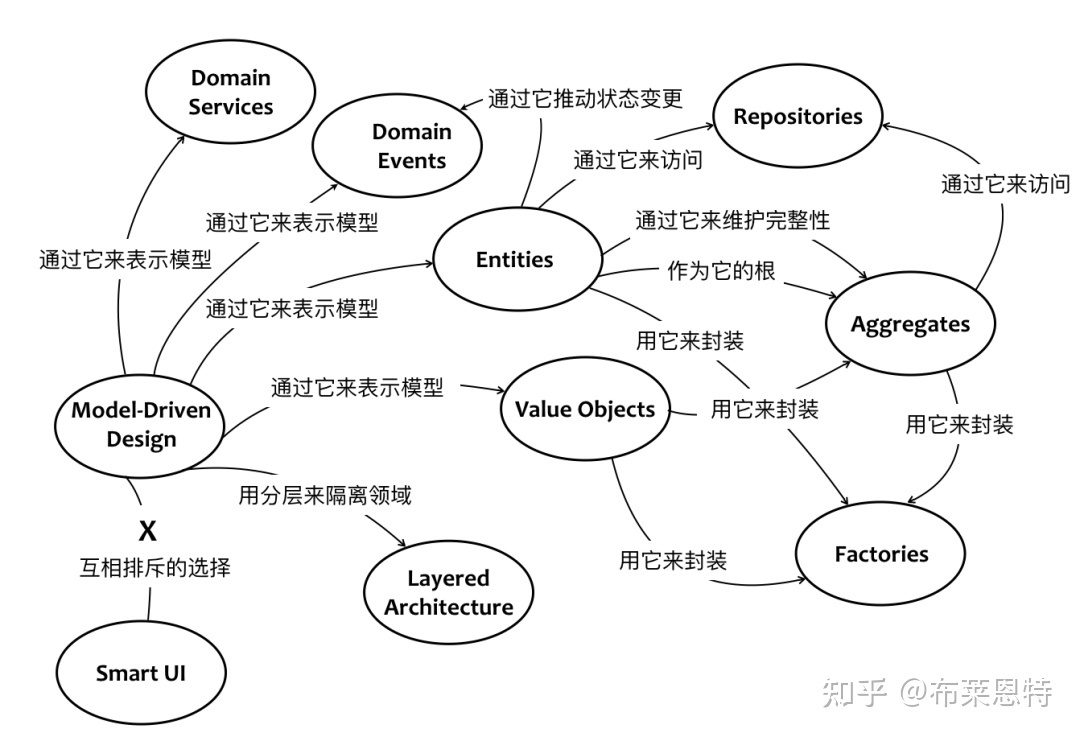 Domain
Services
Domain
Events
通过它推动状态变更
Repositories
通过它来访问
通过它来访问
通过它来表示模型
通过它来维护完整性
通过它来表示模型
Entities
作为它的根
通过它来表示模型
Aggregates
用它来封装
通过它来表示模型
Model-Driven
Design
Value Objects
用它来封装
用它来封装
用分层来隔离领域
X
互相排斥的选择
用它来封装
Factories
Layered
Architecture
Smart UI
知乎 @布莱恩特